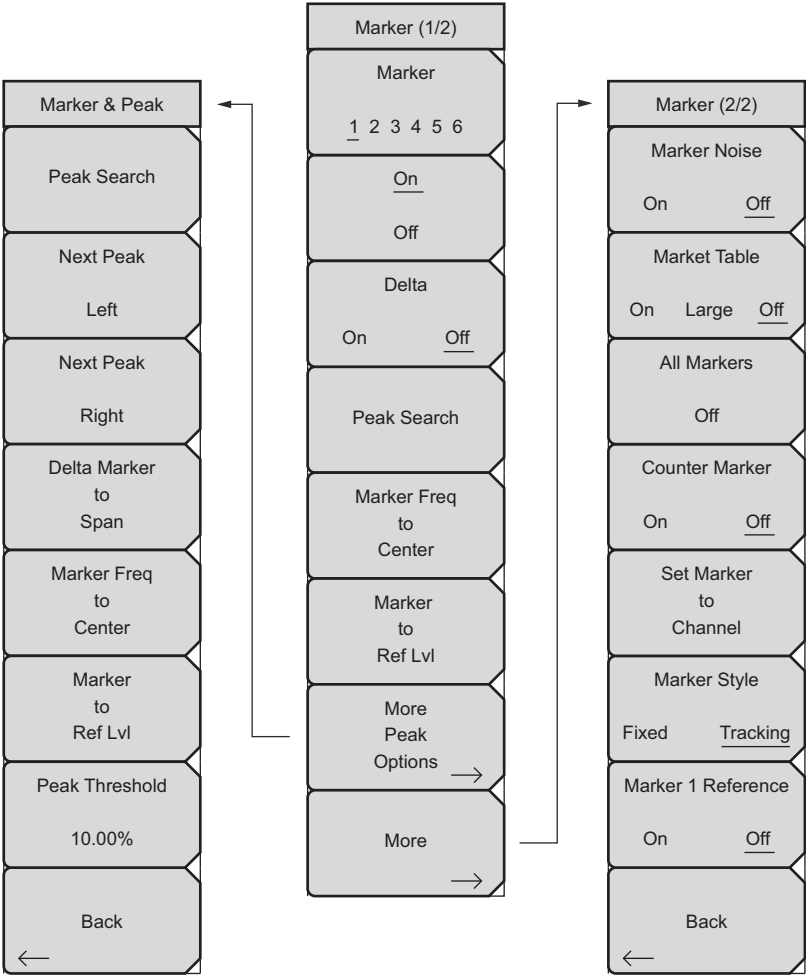 Marker & Peak
Peak Search
Next Peak
Left
Next Peak
Right
Delta Marker
to
Span
Marker Freq
to
Center
Marker
to
Ref Lvl
Peak Threshold
10.00%
Back
Marker (1/2)
Marker
1 2 3 4 5 6
On
Off
Delta
On Off
Peak Search
Marker Freq
to
Center
Marker
to
Ref Lvl
More
Peak
Options
More
Marker (2/2)
Marker Noise
On Off
Market Table
On Large Off
All Markers
Off
Counter Marker
On Off
Set Marker
to
Channel
Marker Style
Fixed Tracking
Marker 1 Reference
On Off
Back